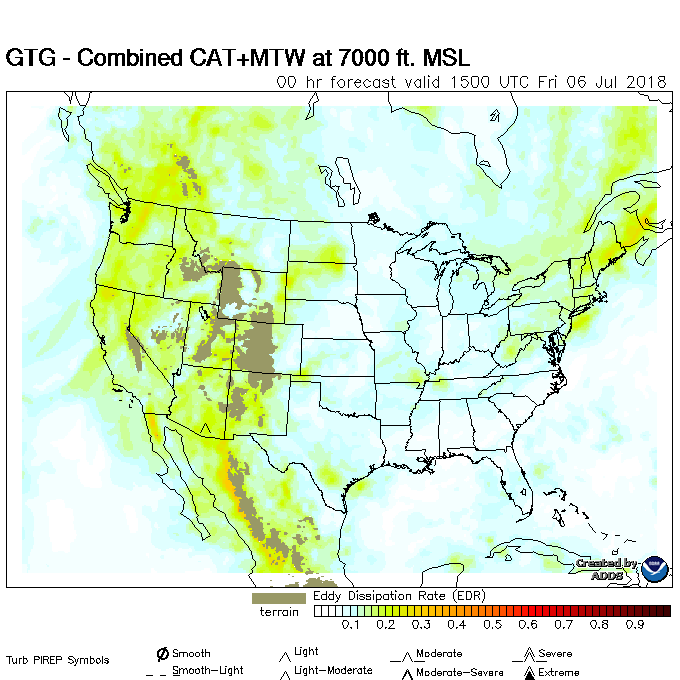 GTG - Combined CAT+MTW at 7000 ft. MSL
00 hr forecast valid 1500 UTC Fri 06 Jul 2018
Created by
ADDS
NOAA
Eddy Dissipation Rate (EDR)
terrain
0.1 0.2 0.3 0.4 0.5 0.6 0.7 0.8 0.9
Turb PIREP Symbols
Smooth
Light
Moderate
Severe
Smooth-Light
Light-Moderate
Moderate-Severe
Extreme